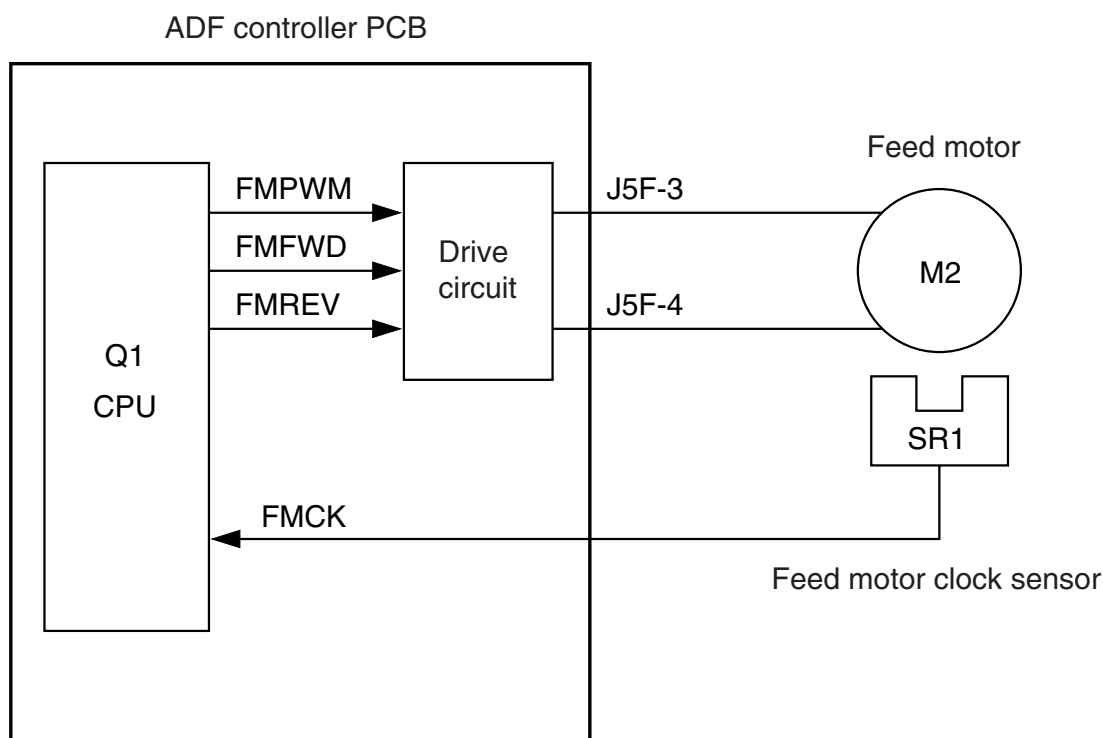 ADF controller PCB
Feed motor
FMPWM
J5F-3
FMFWD
Drive
circuit
M2
FMREV
J5F-4
Q1
CPU
SR1
FMCK
Feed motor clock sensor